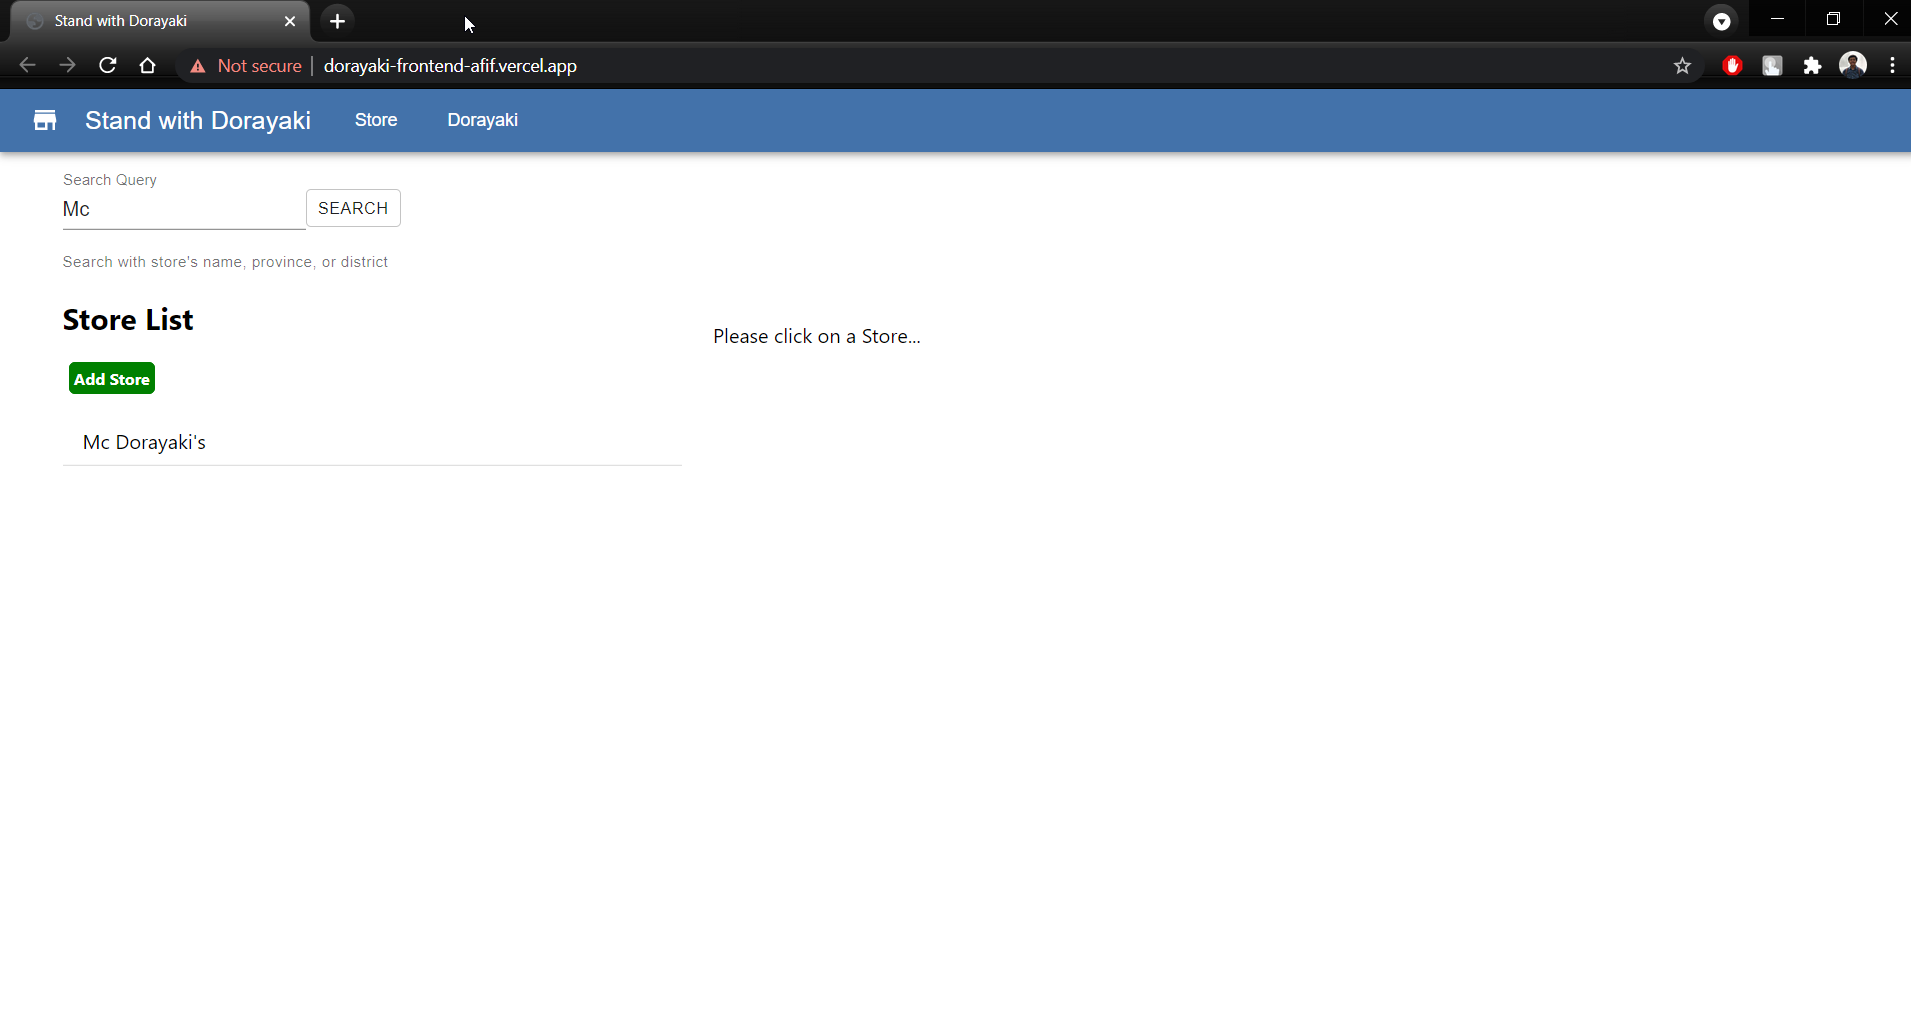 Stand with Dorayaki
Not secure dorayaki-frontend-afif.vercel.app
Stand with Dorayaki Store Dorayaki
Search Query
Mc
SEARCH
Search with store's name, province, or district
Store List
Please click on a Store...
Add Store
Mc Dorayaki's